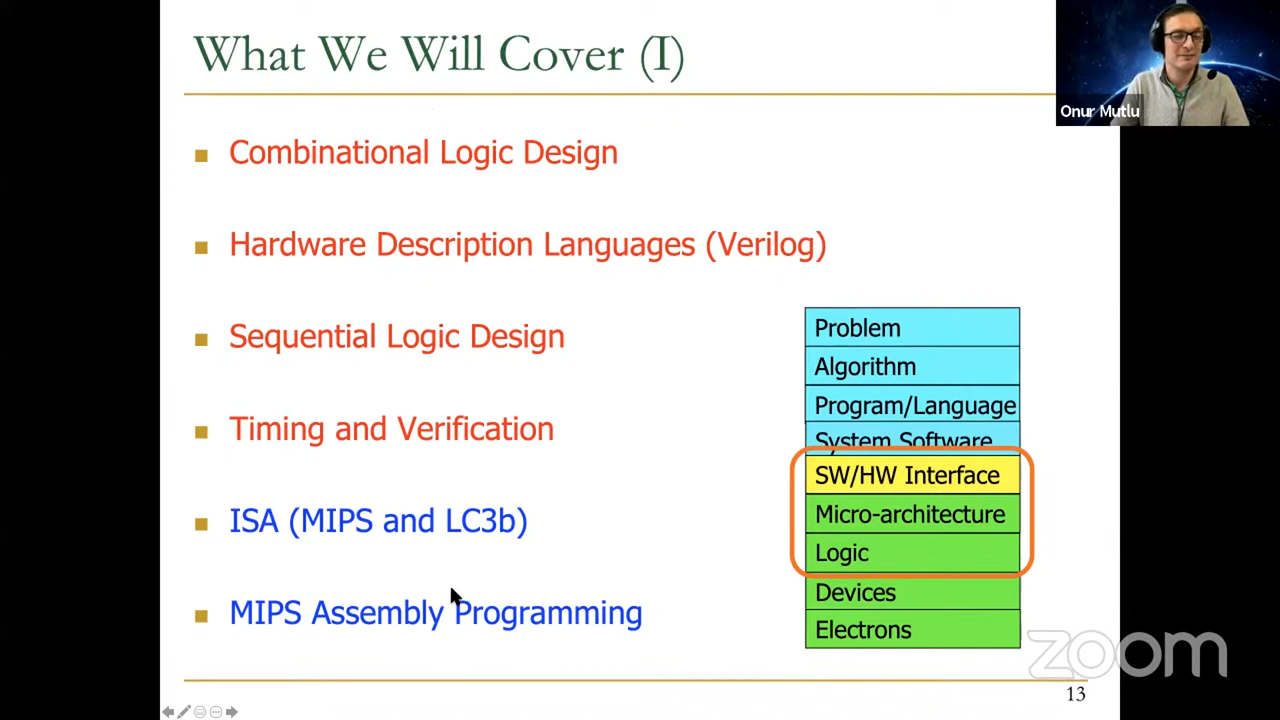 What We Will Cover (I)
Onur Mutlu
Combinational Logic Design
Hardware Description Languages (Verilog)
Sequential Logic Design
Timing and Verification
ISA (MIPS and LC3b)
MIPS Assembly Programming
Problem
Algorithm
Program/Language
System Software
SW/HW Interface
Micro-architecture
Logic
Devices
Electrons
zoom
13